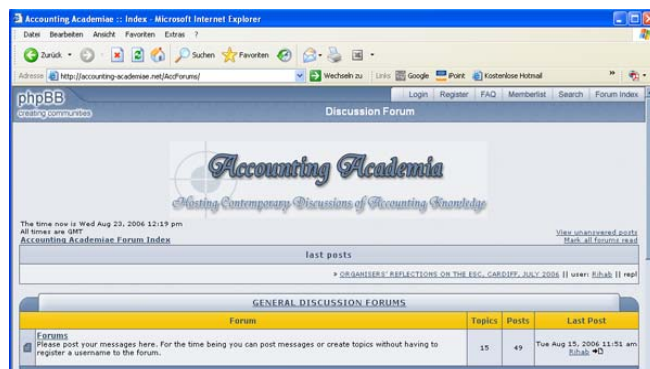 Accounting Academiae :: Index - Microsoft Internet Explorer
Datei Bearbeiten Ansicht Favoriten Extras ?
Zurück Suchen Favoriten
Adresse http://accounting-academiae.net/AccForums/ Wechseln zu Links Google iPoint Kostenlose Hotmail »
phpBB
creating communities
Login Register FAQ Memberlist Search Forum Index
Discussion Forum
Accounting Academia
Hosting Contemporary Discussions of Accounting Knowledge
The time now is Wed Aug 23, 2006 12:19 pm
All times are GMT
Accounting Academiae Forum Index
View unanswered posts
Mark all forums read
last posts
» ORGANISERS' REFLECTIONS ON THE ESC, CARDIFF, JULY 2006 || user: Rihab || repl
GENERAL DISCUSSION FORUMS
Forum Topics Posts Last Post
Forums
Please post your messages here. For the time being you can post messages or create topics without having to
register a username to the forum.
15 49
Tue Aug 15, 2006 11:51 am
Rihab